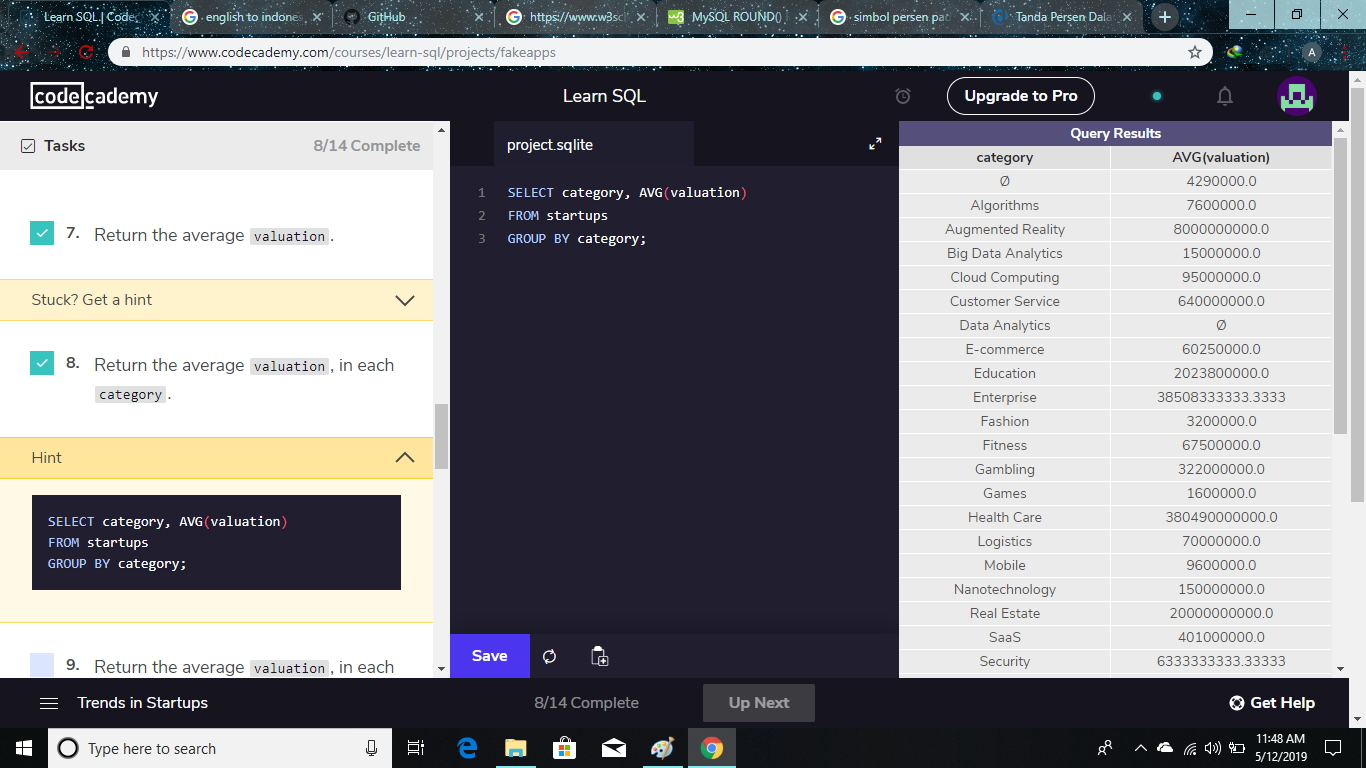 Learn SQL | Codec
english to indones
GitHub
https://www.w3sc
MySQL ROUND()
simbol persen pad
Tanda Persen Dala
https://www.codecademy.com/courses/learn-sql/projects/fakeapps
A
codecademy
Learn SQL
Upgrade to Pro
Tasks
8/14 Complete
7. Return the average valuation.
Stuck? Get a hint
8. Return the average valuation, in each
category.
Hint
SELECT category, AVG(valuation)
FROM startups
GROUP BY category;
9. Return the average valuation, in each
project.sqlite
1 SELECT category, AVG(valuation)
2 FROM startups
3 GROUP BY category;
Save
Query Results
category AVG(valuation)
Ø 4290000.0
Algorithms 7600000.0
Augmented Reality 8000000000.0
Big Data Analytics 15000000.0
Cloud Computing 95000000.0
Customer Service 640000000.0
Data Analytics Ø
E-commerce 60250000.0
Education 2023800000.0
Enterprise 38508333333.3333
Fashion 3200000.0
Fitness 67500000.0
Gambling 322000000.0
Games 1600000.0
Health Care 380490000000.0
Logistics 70000000.0
Mobile 9600000.0
Nanotechnology 150000000.0
Real Estate 20000000000.0
SaaS 401000000.0
Security 6333333333.33333
Trends in Startups
8/14 Complete
Up Next
Get Help
Type here to search
11:48 AM
5/12/2019